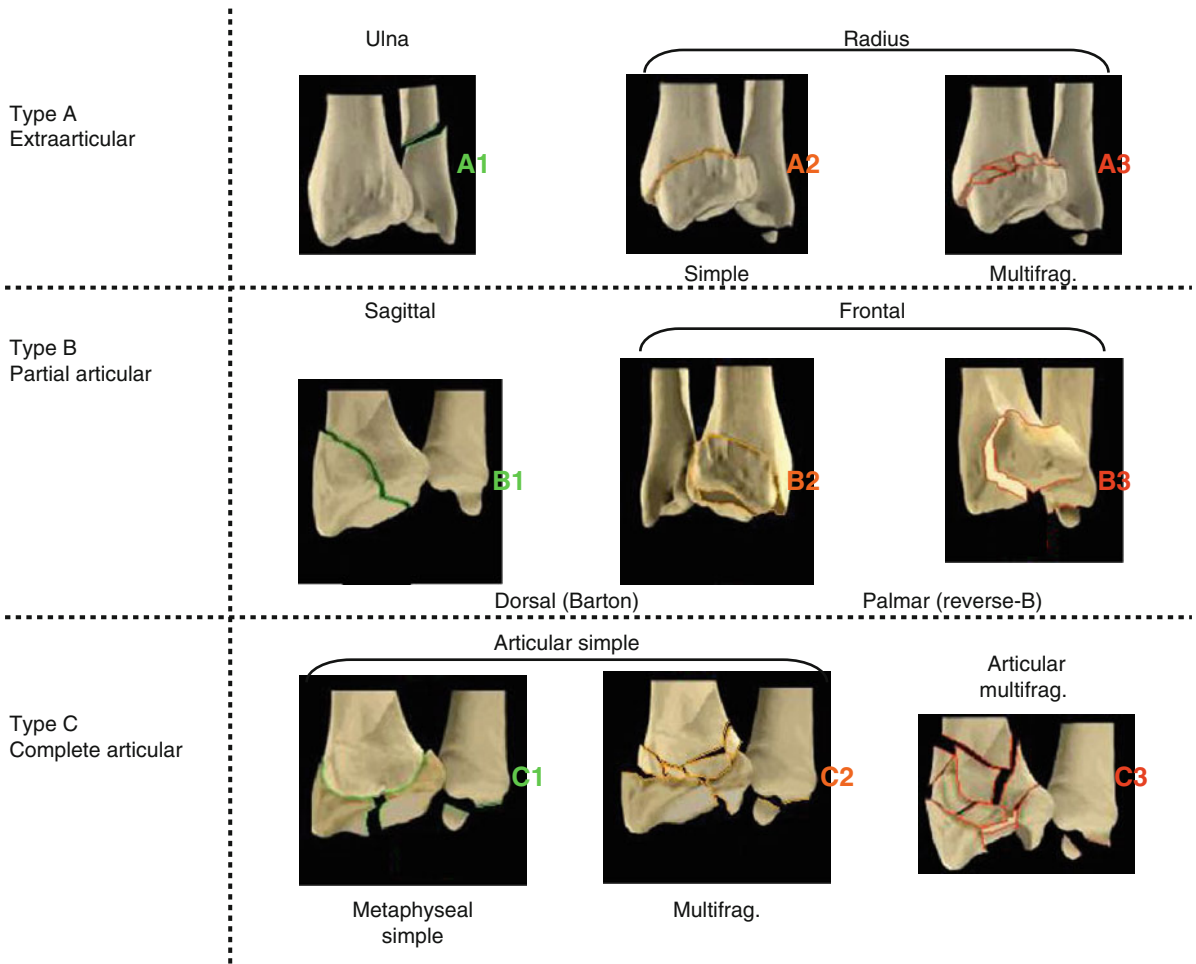 Ulna
Radius
Type A
Extraarticular
A1
A2
A3
Simple
Multifrag.
Sagittal
Frontal
Type B
Partial articular
B1
B2
B3
Dorsal (Barton)
Palmar (reverse-B)
Articular simple
Articular
multifrag.
Type C
Complete articular
C1
C2
C3
Metaphyseal
simple
Multifrag.